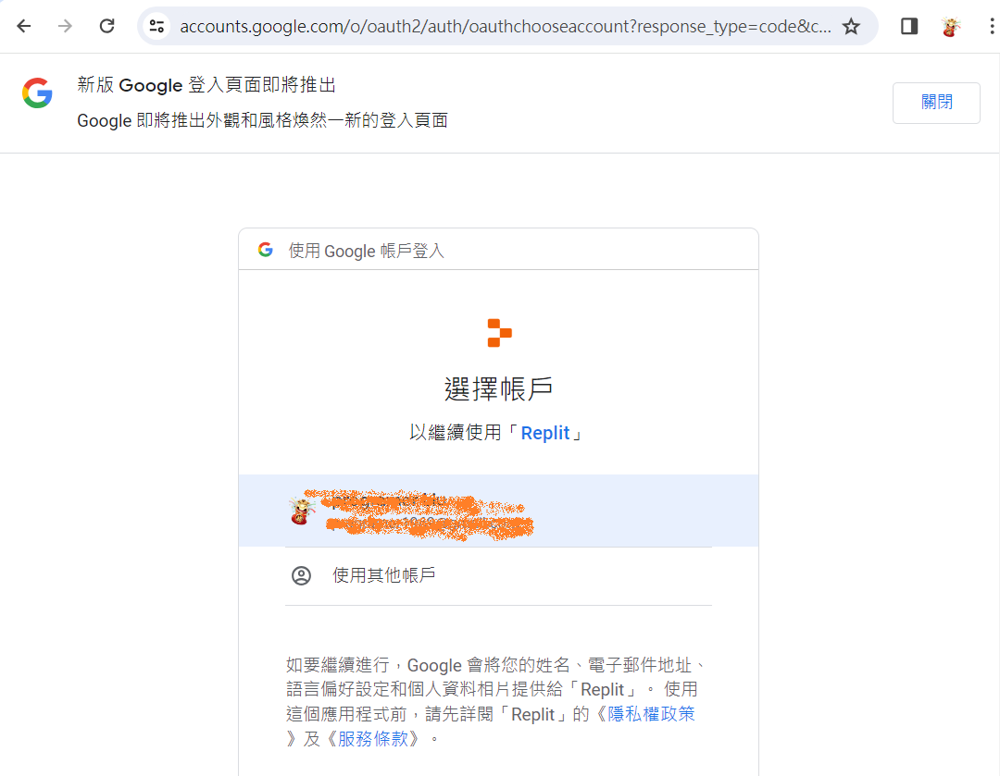 accounts.google.com/o/oauth2/auth/oauthchooseaccount?response_type=code&c...
新版 Google 登入頁面即將推出
Google 即將推出外觀和風格煥然一新的登入頁面
關閉
使用 Google 帳戶登入
選擇帳戶
以繼續使用「Replit」
使用其他帳戶
如要繼續進行，Google 會將您的姓名、電子郵件地址、
語言偏好設定和個人資料相片提供給「Replit」。 使用
這個應用程式前，請先詳閱「Replit」的《隱私權政策
》及《服務條款》。